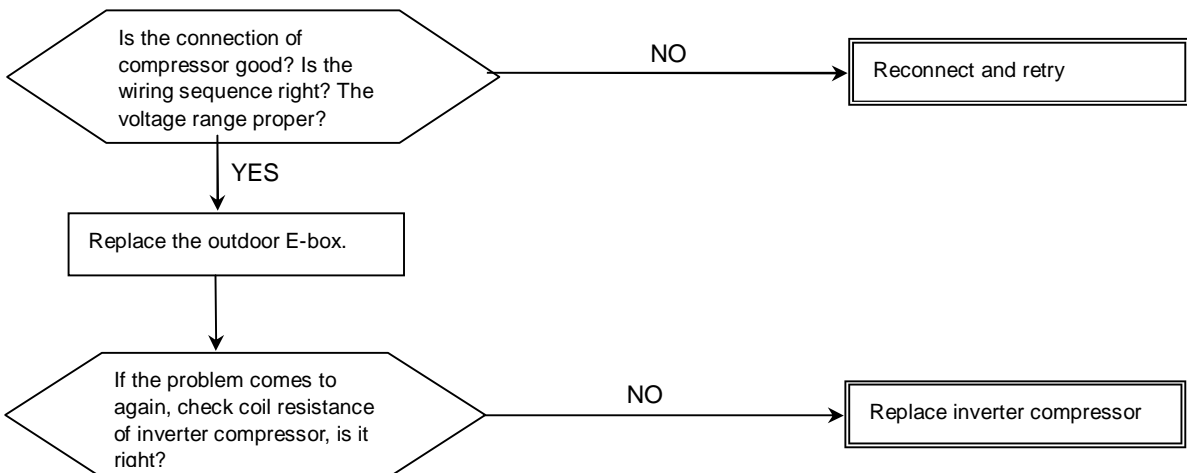 Is the connection of
compressor good? Is the
wiring sequence right? The
voltage range proper?
NO
Reconnect and retry
YES
Replace the outdoor E-box.
If the problem comes to
again, check coil resistance
of inverter compressor, is it
right?
NO
Replace inverter compressor